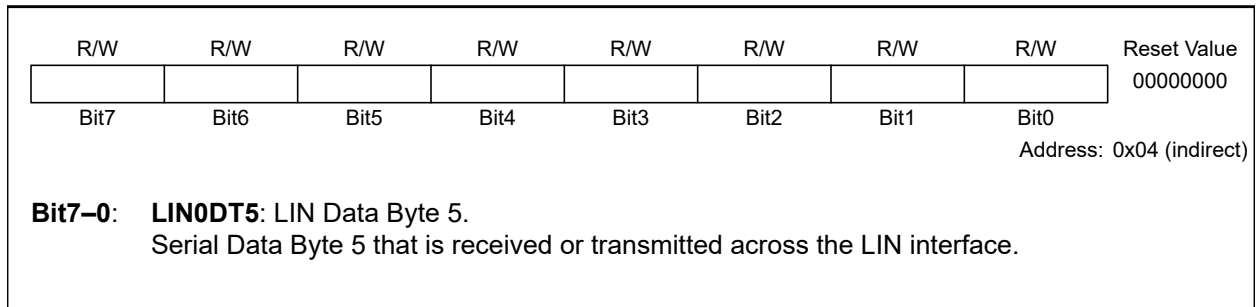 R/W R/W R/W R/W R/W R/W R/W R/W Reset Value
00000000
Bit7 Bit6 Bit5 Bit4 Bit3 Bit2 Bit1 Bit0
Address: 0x04 (indirect)
Bit7–0: LIN0DT5: LIN Data Byte 5.
Serial Data Byte 5 that is received or transmitted across the LIN interface.